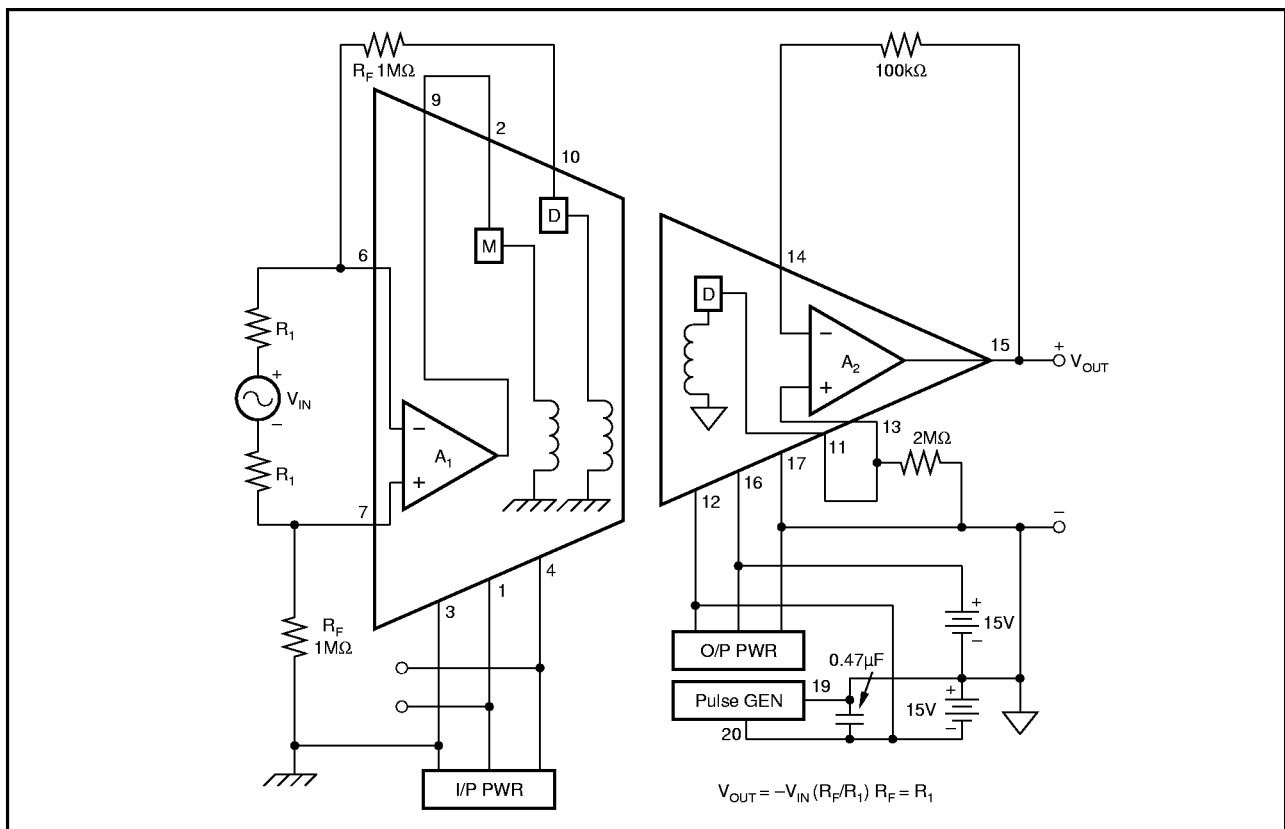 R_F 1MΩ
100kΩ
9
2
10
D
M
6
14
D
R₁
−
A₂
+
15
+
V_OUT
+
V_IN
−
R₁
−
A₁
+
13
11
2MΩ
7
17
16
12
−
4
1
3
R_F
1MΩ
+
15V
−
O/P PWR
0.47µF
Pulse GEN
19
+
15V
−
20
I/P PWR
V_OUT = −V_IN (R_F/R₁) R_F = R₁